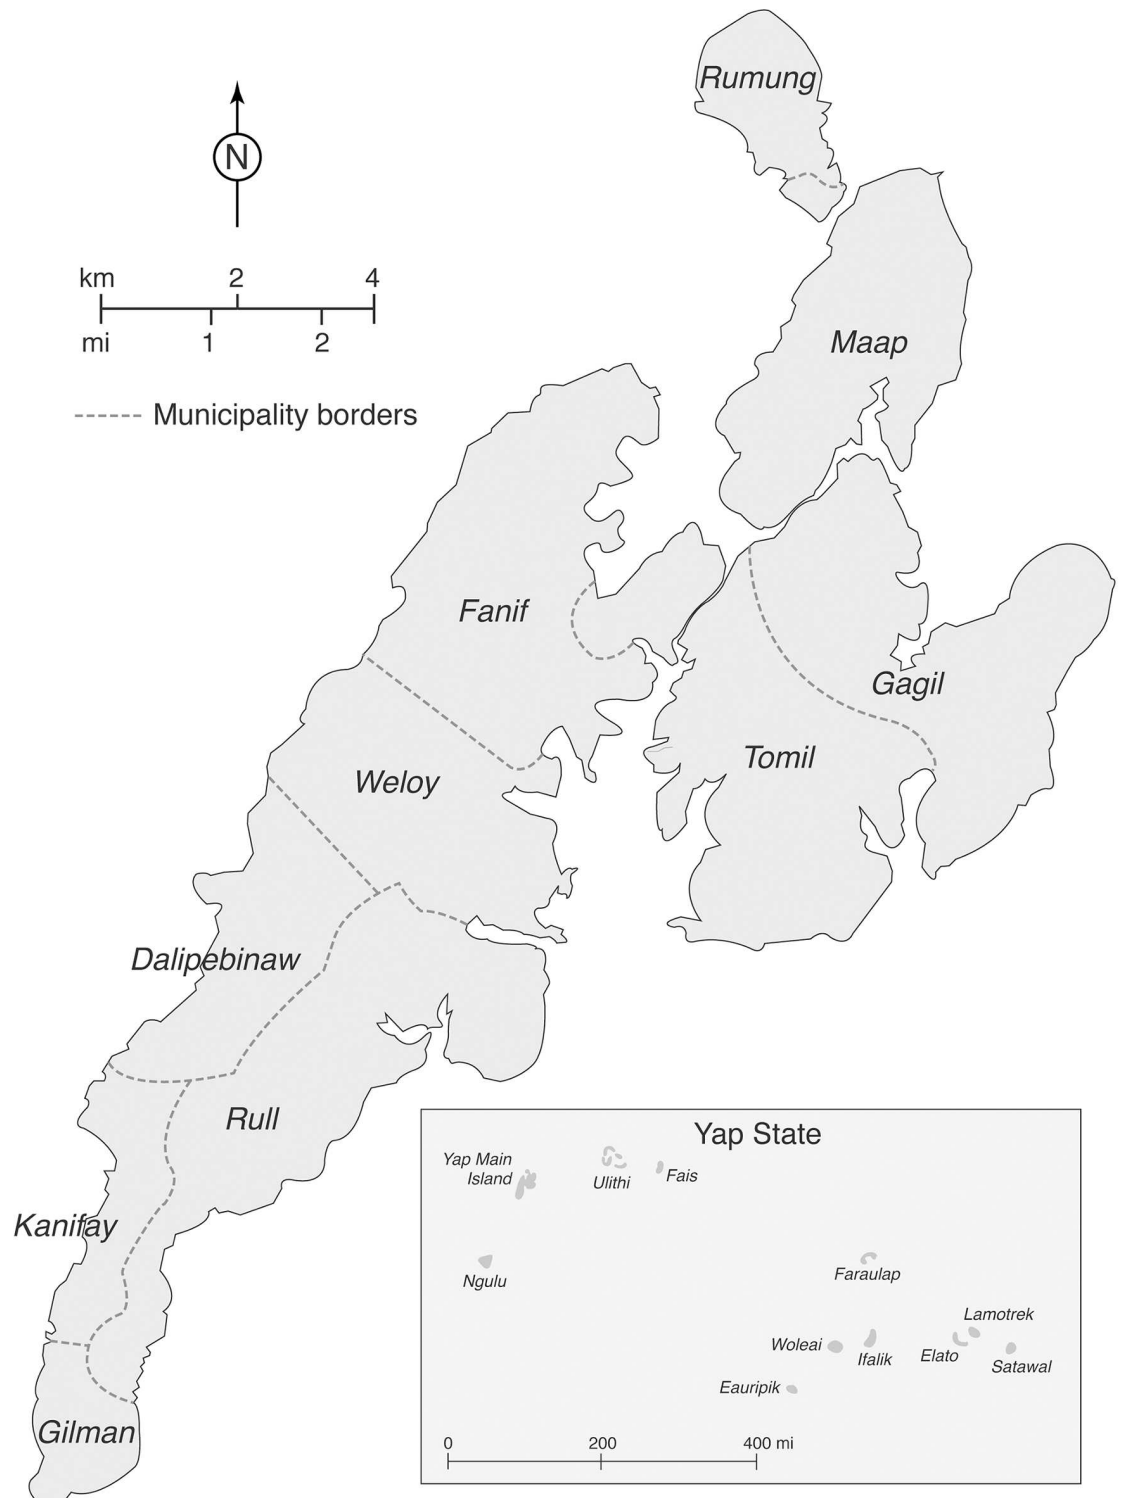 Rumung
N
km 2 4
mi 1 2
Municipality borders
Maap
Fanif
Gagil
Tomil
Weloy
Dalipebinaw
Rull
Kanifay
Gilman
Yap State
Yap Main
Island
Ulithi
Fais
Ngulu
Faraulap
Lamotrek
Woleai
Ifalik
Elato
Satawal
Eauripik
0 200 400 mi